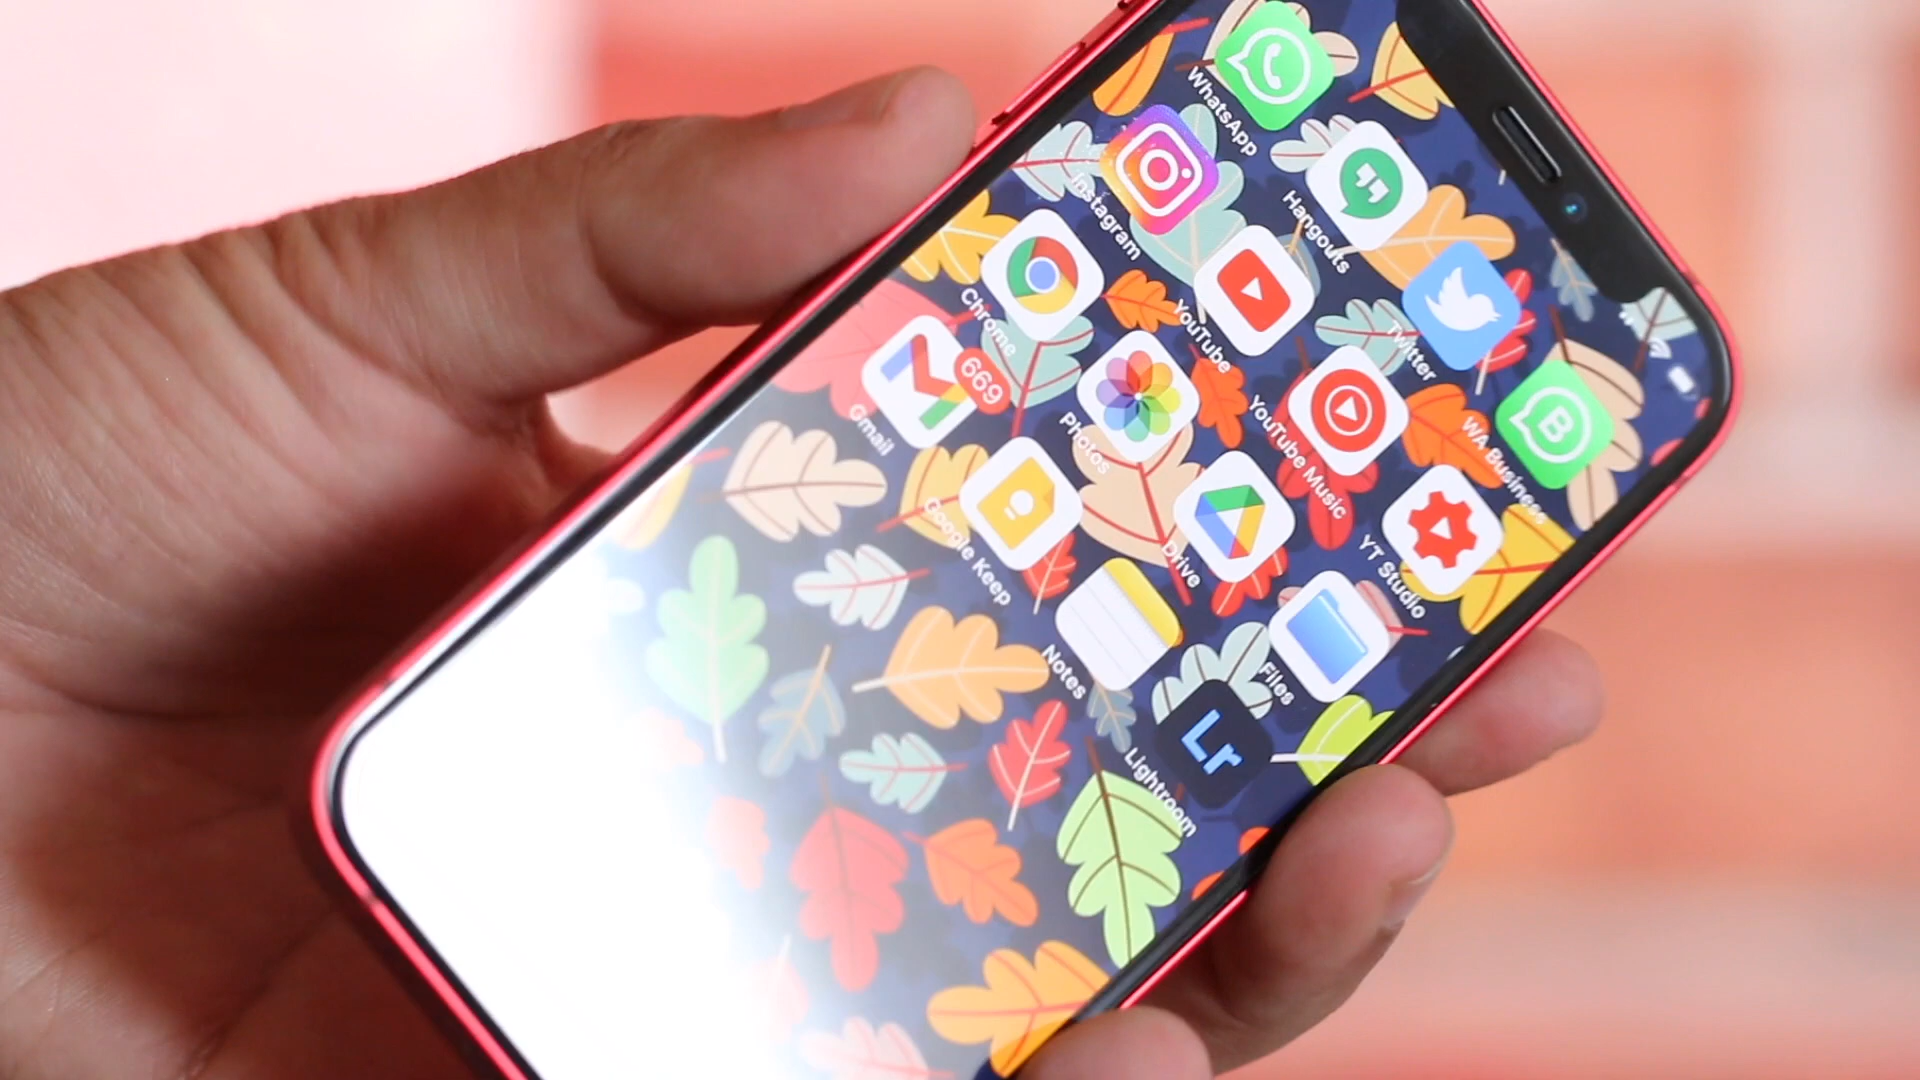 WhatsApp
Hangouts
Twitter
B
WA Business
Instagram
YouTube
YouTube Music
YT Studio
Chrome
Photos
Drive
Files
669
Gmail
Google Keep
Notes
Lr
Lightroom